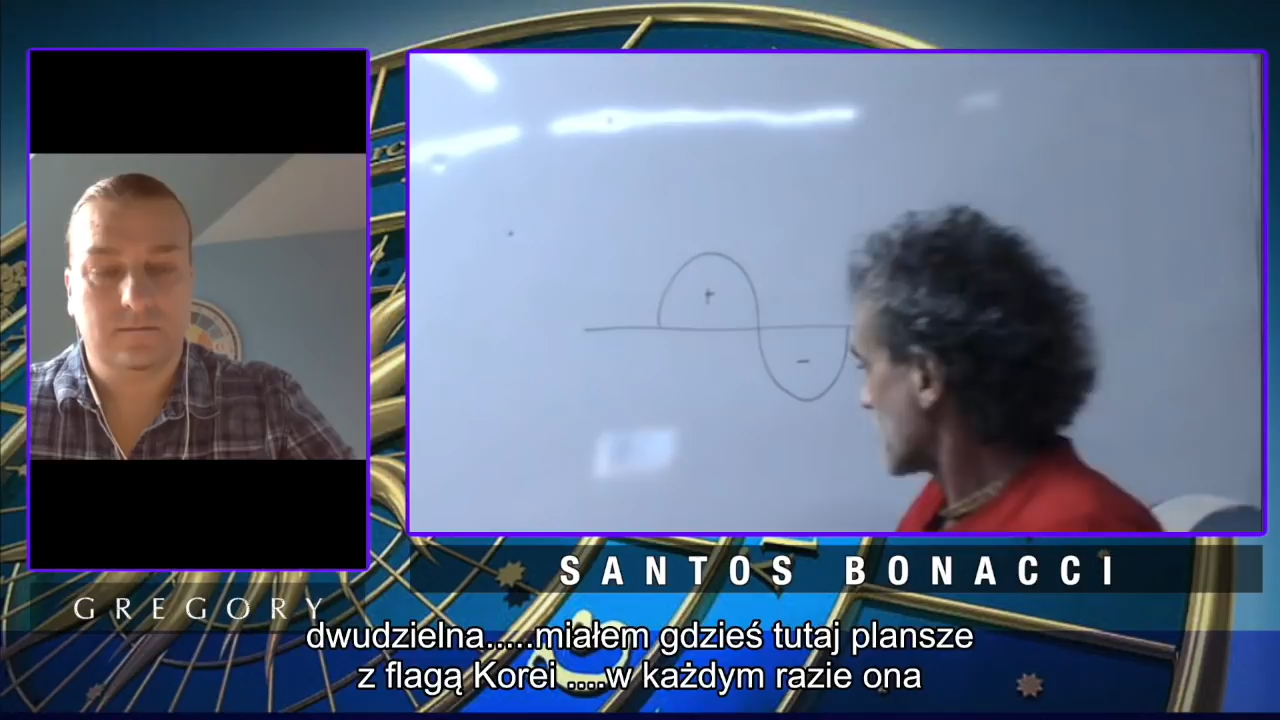 +
-
SANTOS BONACCI
GREGORY
dwudzielna.....miałem gdzieś tutaj plansze
z flagą Korei ....w każdym razie ona